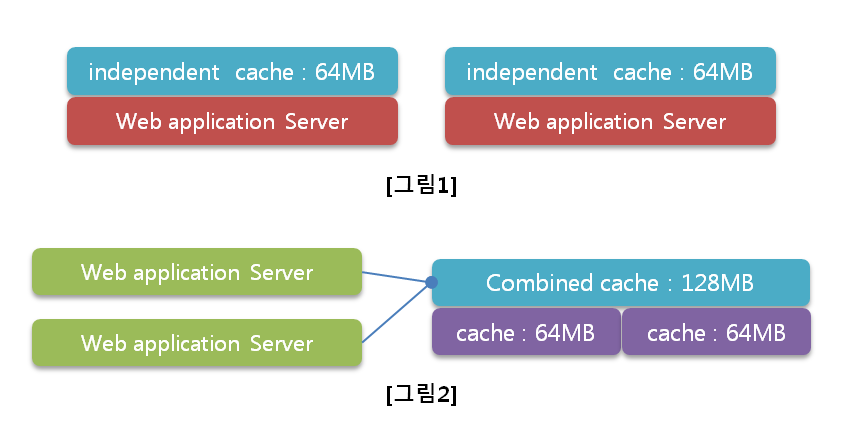 independent cache : 64MB
independent cache : 64MB
Web application Server
Web application Server
[그림1]
Web application Server
Combined cache : 128MB
cache : 64MB
cache : 64MB
Web application Server
[그림2]